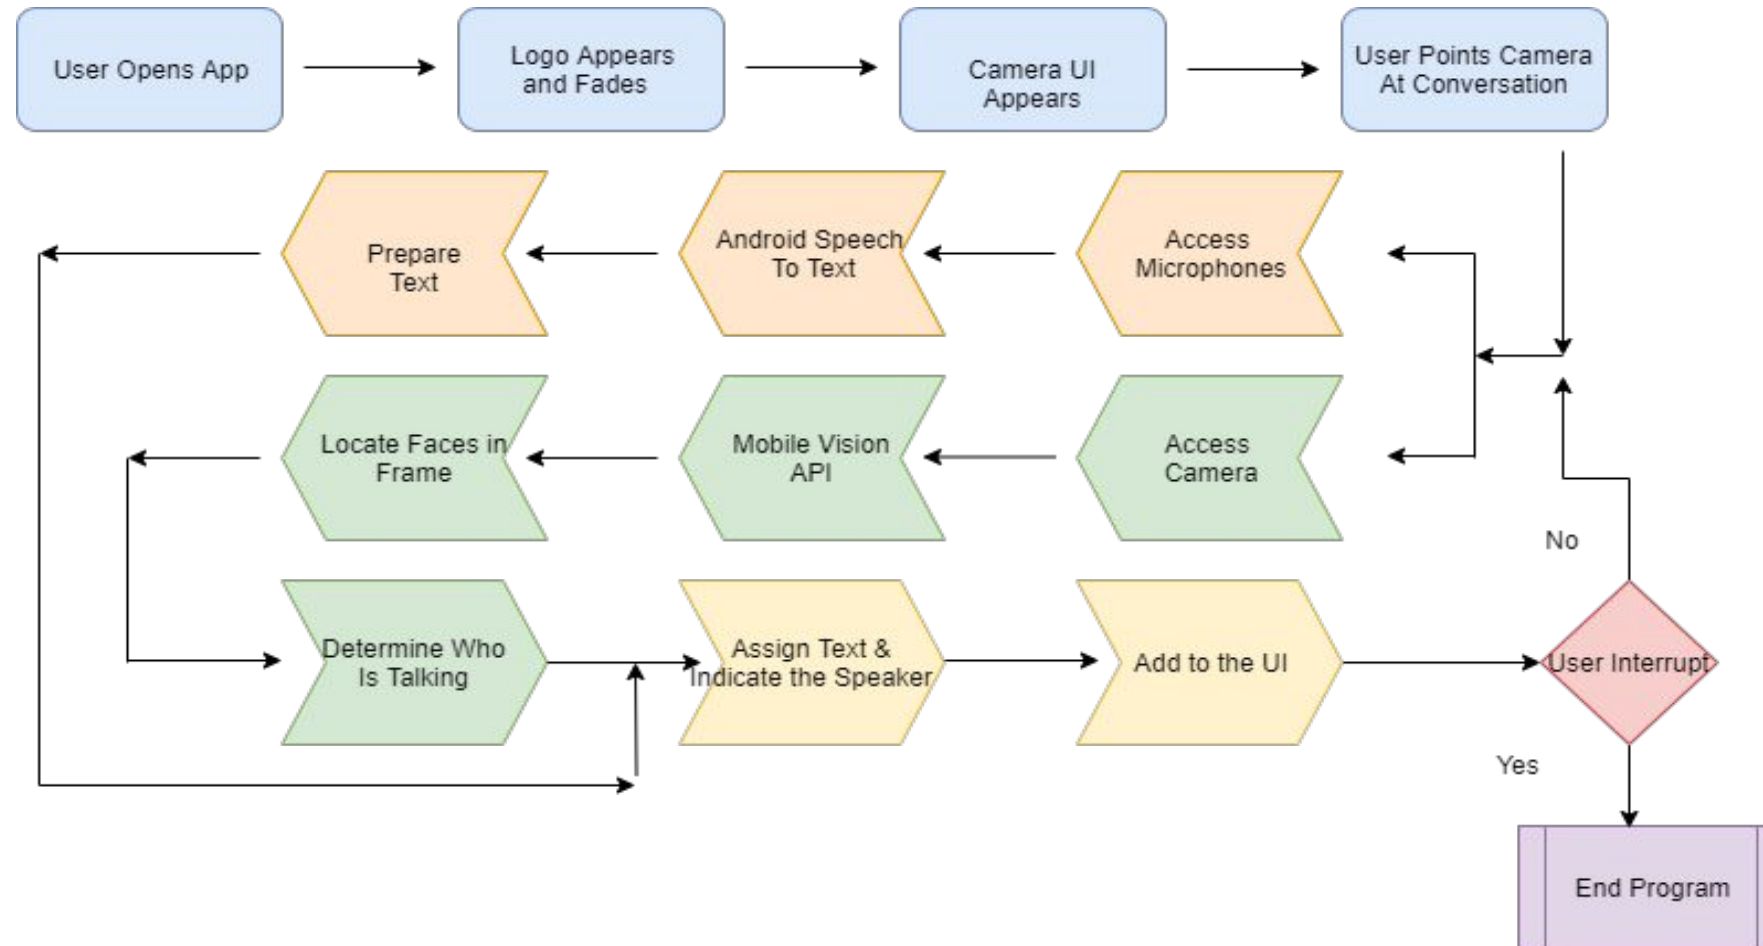 User Opens App
Logo Appears
and Fades
Camera UI
Appears
User Points Camera
At Conversation
Prepare
Text
Android Speech
To Text
Access
Microphones
Locate Faces in
Frame
Mobile Vision
API
Access
Camera
No
Determine Who
Is Talking
Assign Text &
Indicate the Speaker
Add to the UI
User Interrupt
Yes
End Program